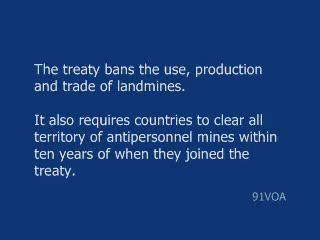 The treaty bans the use, production
and trade of landmines.
It also requires countries to clear all
territory of antipersonnel mines within
ten years of when they joined the
treaty.
91VOA